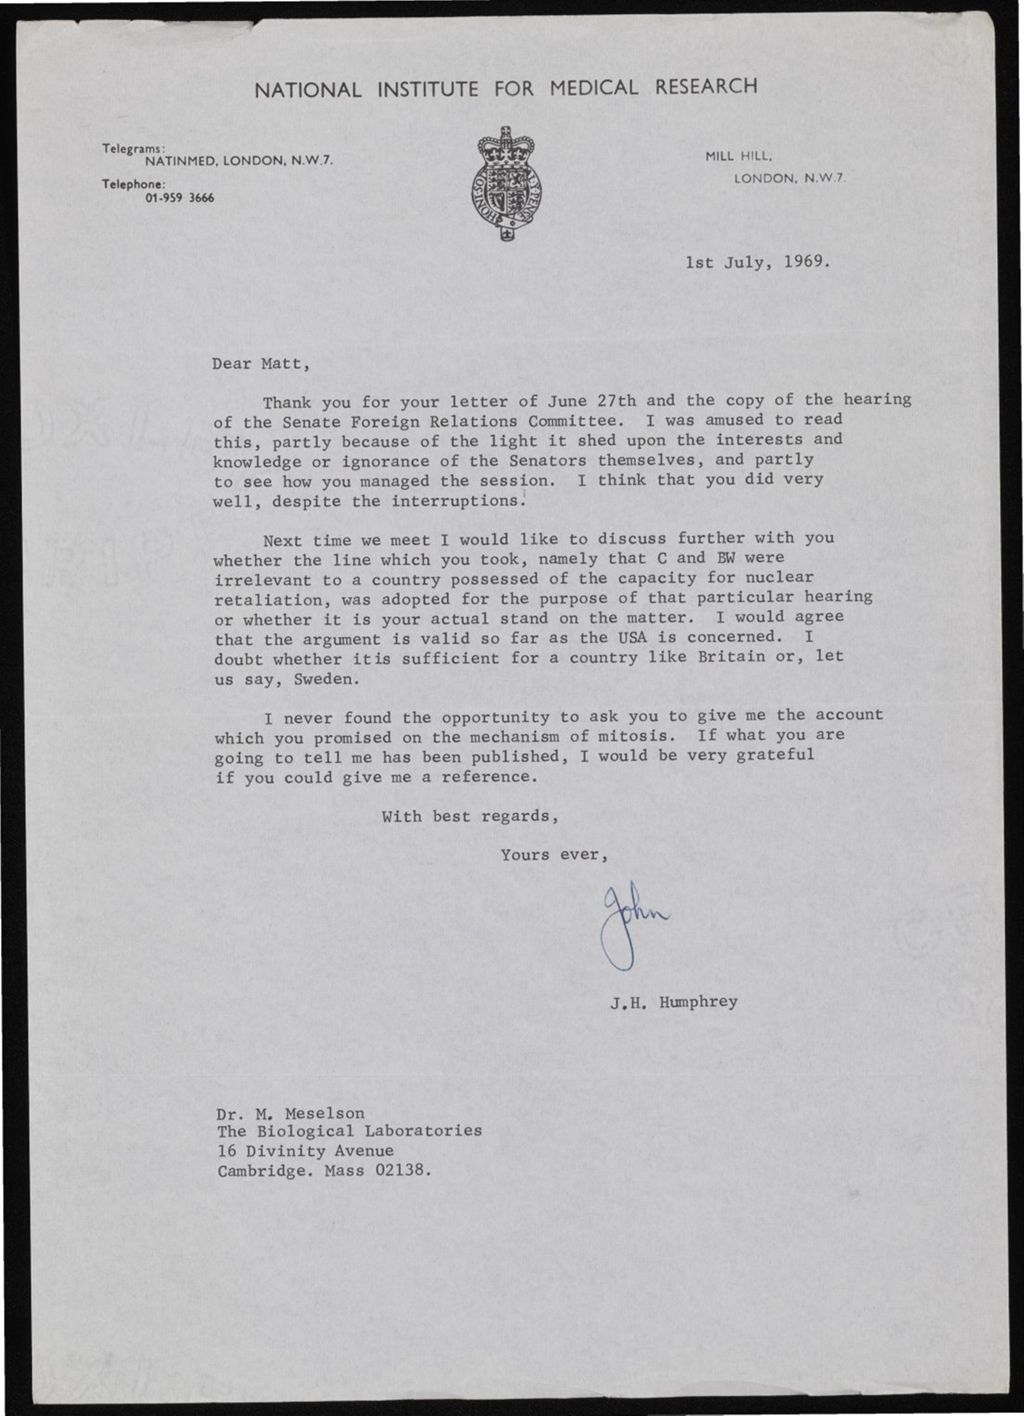 NATIONAL INSTITUTE FOR MEDICAL RESEARCH
Telegrams:
NATINMED, LONDON, N.W.7.
Telephone:
01-959 3666
MILL HILL,
LONDON, N.W.7.
1st July, 1969.
Dear Matt,
Thank you for your letter of June 27th and the copy of the hearing
of the Senate Foreign Relations Committee. I was amused to read
this, partly because of the light it shed upon the interests and
knowledge or ignorance of the Senators themselves, and partly
to see how you managed the session. I think that you did very
well, despite the interruptions!
Next time we meet I would like to discuss further with you
whether the line which you took, namely that C and BW were
irrelevant to a country possessed of the capacity for nuclear
retaliation, was adopted for the purpose of that particular hearing
or whether it is your actual stand on the matter. I would agree
that the argument is valid so far as the USA is concerned. I
doubt whether itis sufficient for a country like Britain or, let
us say, Sweden.
I never found the opportunity to ask you to give me the account
which you promised on the mechanism of mitosis. If what you are
going to tell me has been published, I would be very grateful
if you could give me a reference.
With best regards,
Yours ever,
John
J.H. Humphrey
Dr. M. Meselson
The Biological Laboratories
16 Divinity Avenue
Cambridge. Mass 02138.